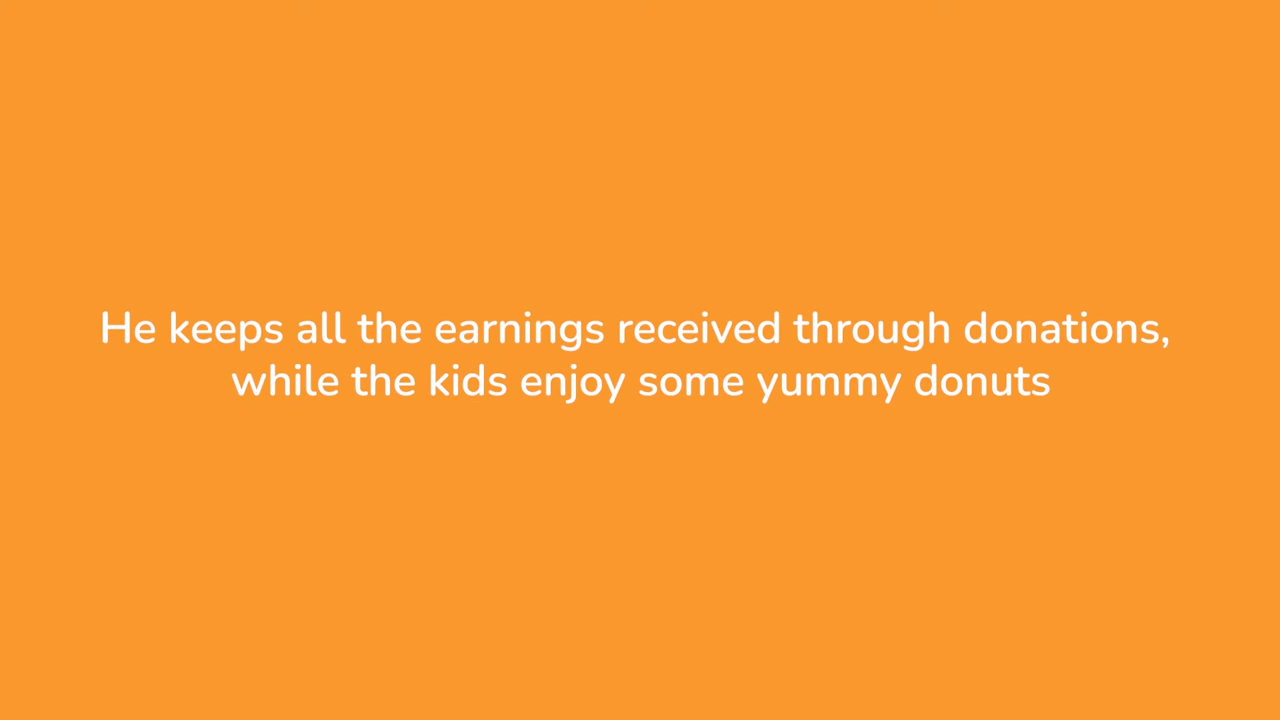 He keeps all the earnings received through donations,
while the kids enjoy some yummy donuts